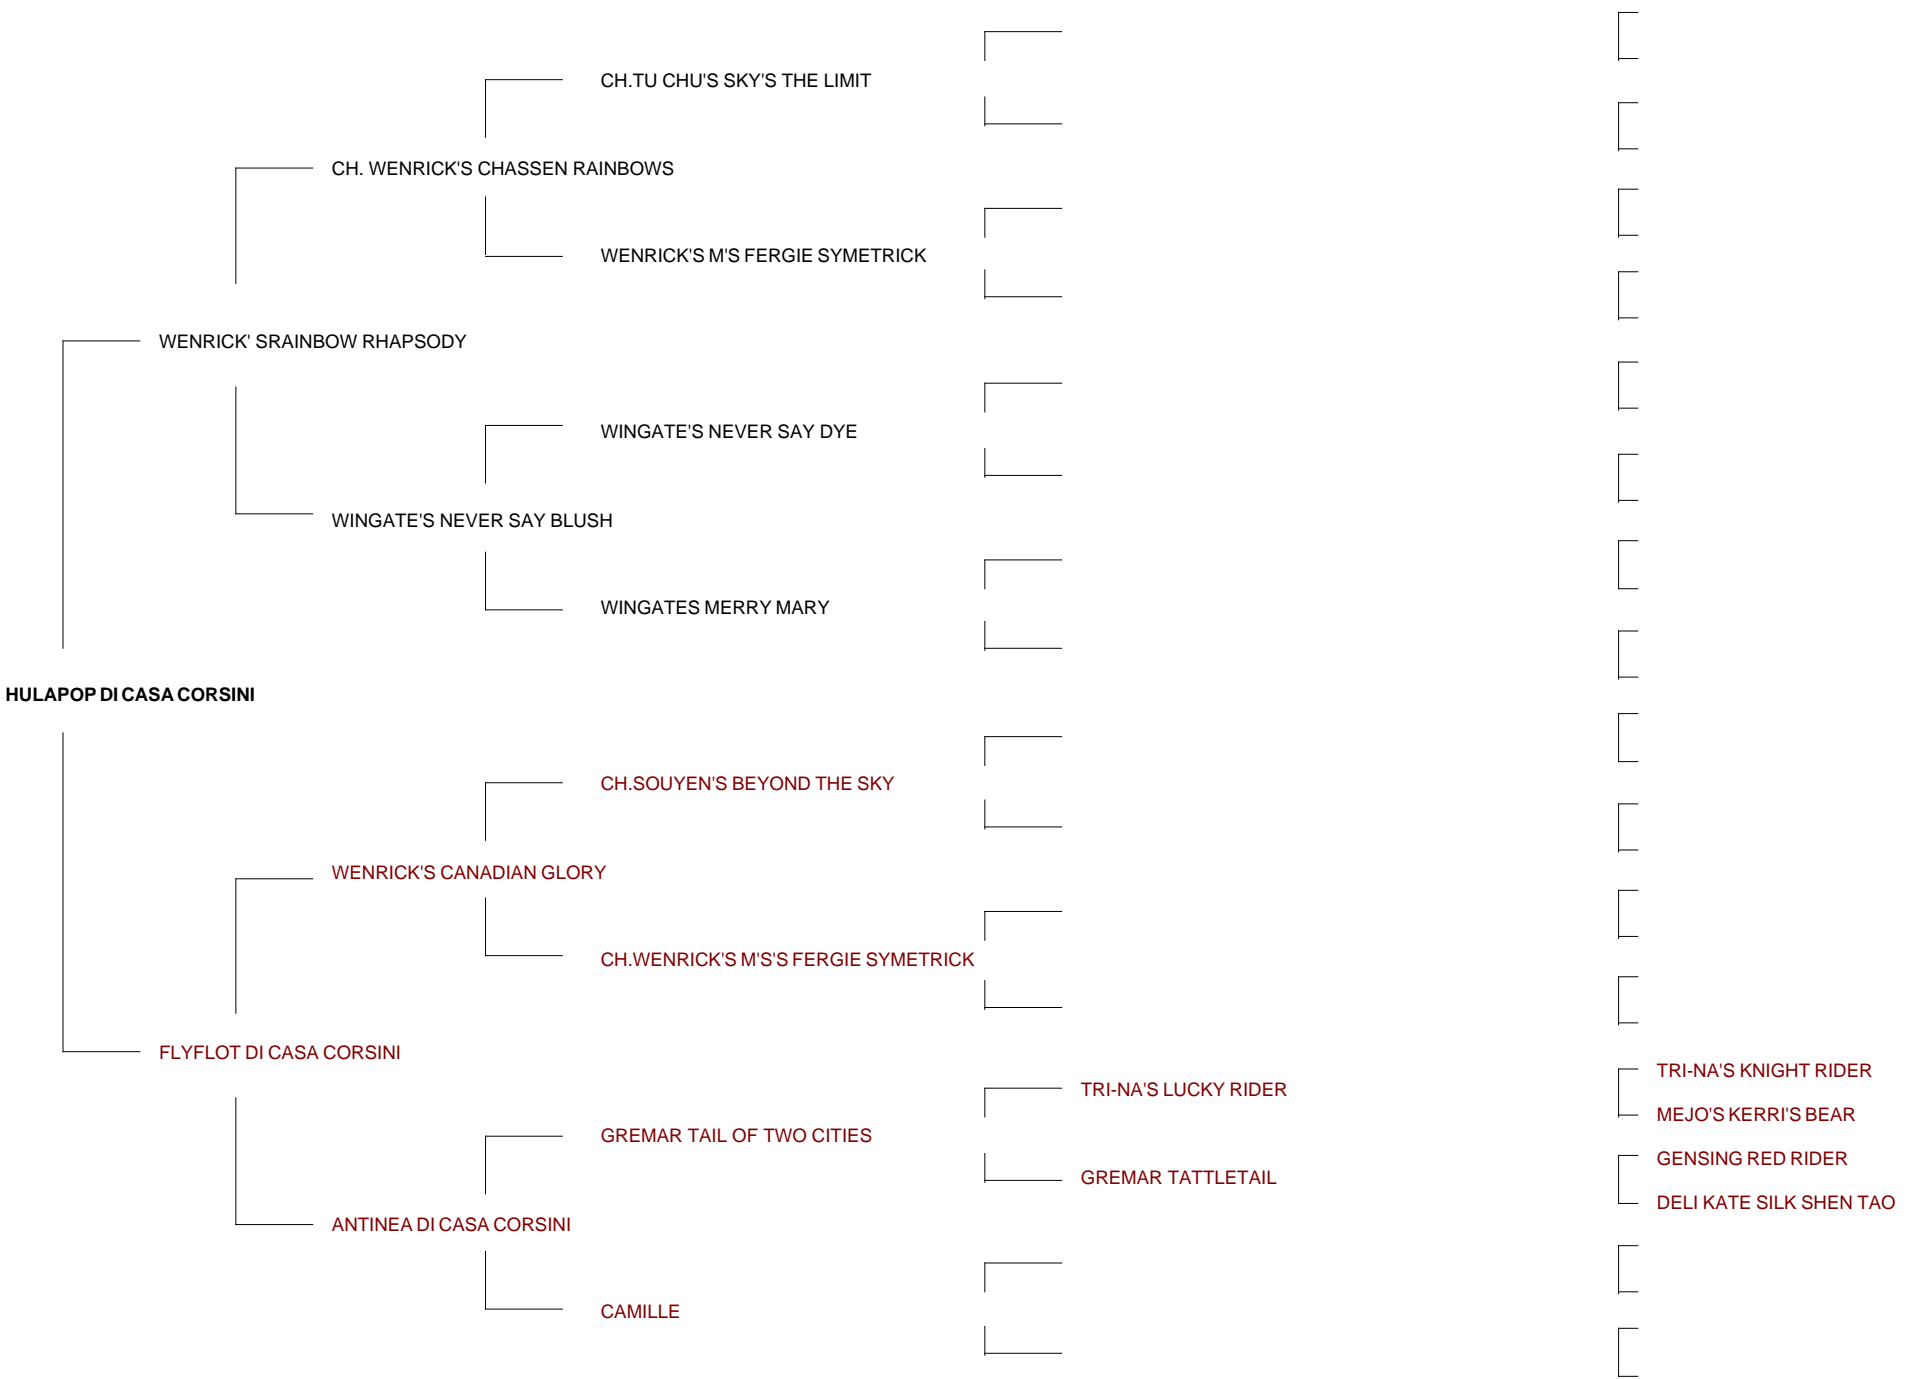 CH.TU CHU'S SKY'S THE LIMIT
CH. WENRICK'S CHASSEN RAINBOWS
WENRICK'S M'S FERGIE SYMETRICK
WENRICK' SRAINBOW RHAPSODY
WINGATE'S NEVER SAY DYE
WINGATE'S NEVER SAY BLUSH
WINGATES MERRY MARY
HULAPOP DI CASA CORSINI
CH.SOUYEN'S BEYOND THE SKY
WENRICK'S CANADIAN GLORY
CH.WENRICK'S M'S'S FERGIE SYMETRICK
FLYFLOT DI CASA CORSINI
TRI-NA'S KNIGHT RIDER
TRI-NA'S LUCKY RIDER
MEJO'S KERRI'S BEAR
GREMAR TAIL OF TWO CITIES
GENSING RED RIDER
GREMAR TATTLETAIL
DELI KATE SILK SHEN TAO
ANTINEA DI CASA CORSINI
CAMILLE